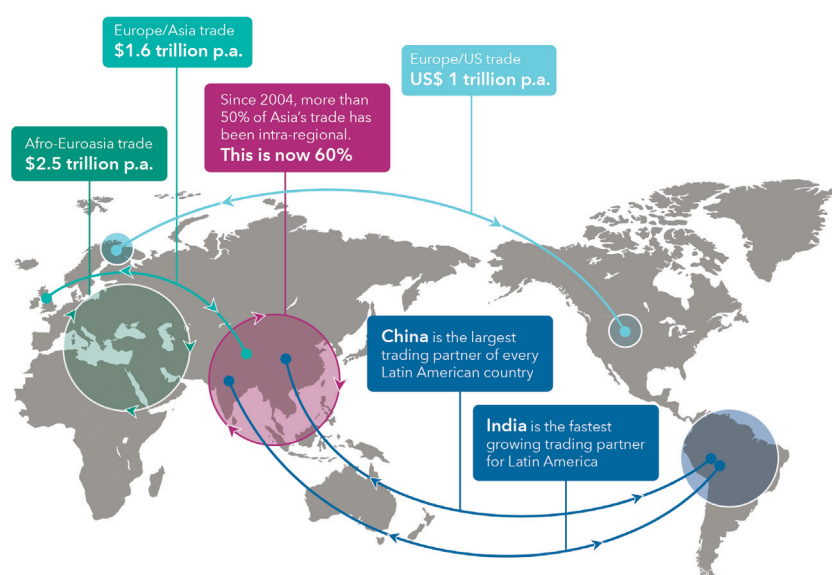 Europe/Asia trade
$1.6 trillion p.a.
Europe/US trade
US$ 1 trillion p.a.
Since 2004, more than
50% of Asia's trade has
been intra-regional.
This is now 60%
Afro-Euroasia trade
$2.5 trillion p.a.
China is the largest
trading partner of every
Latin American country
India is the fastest
growing trading partner
for Latin America